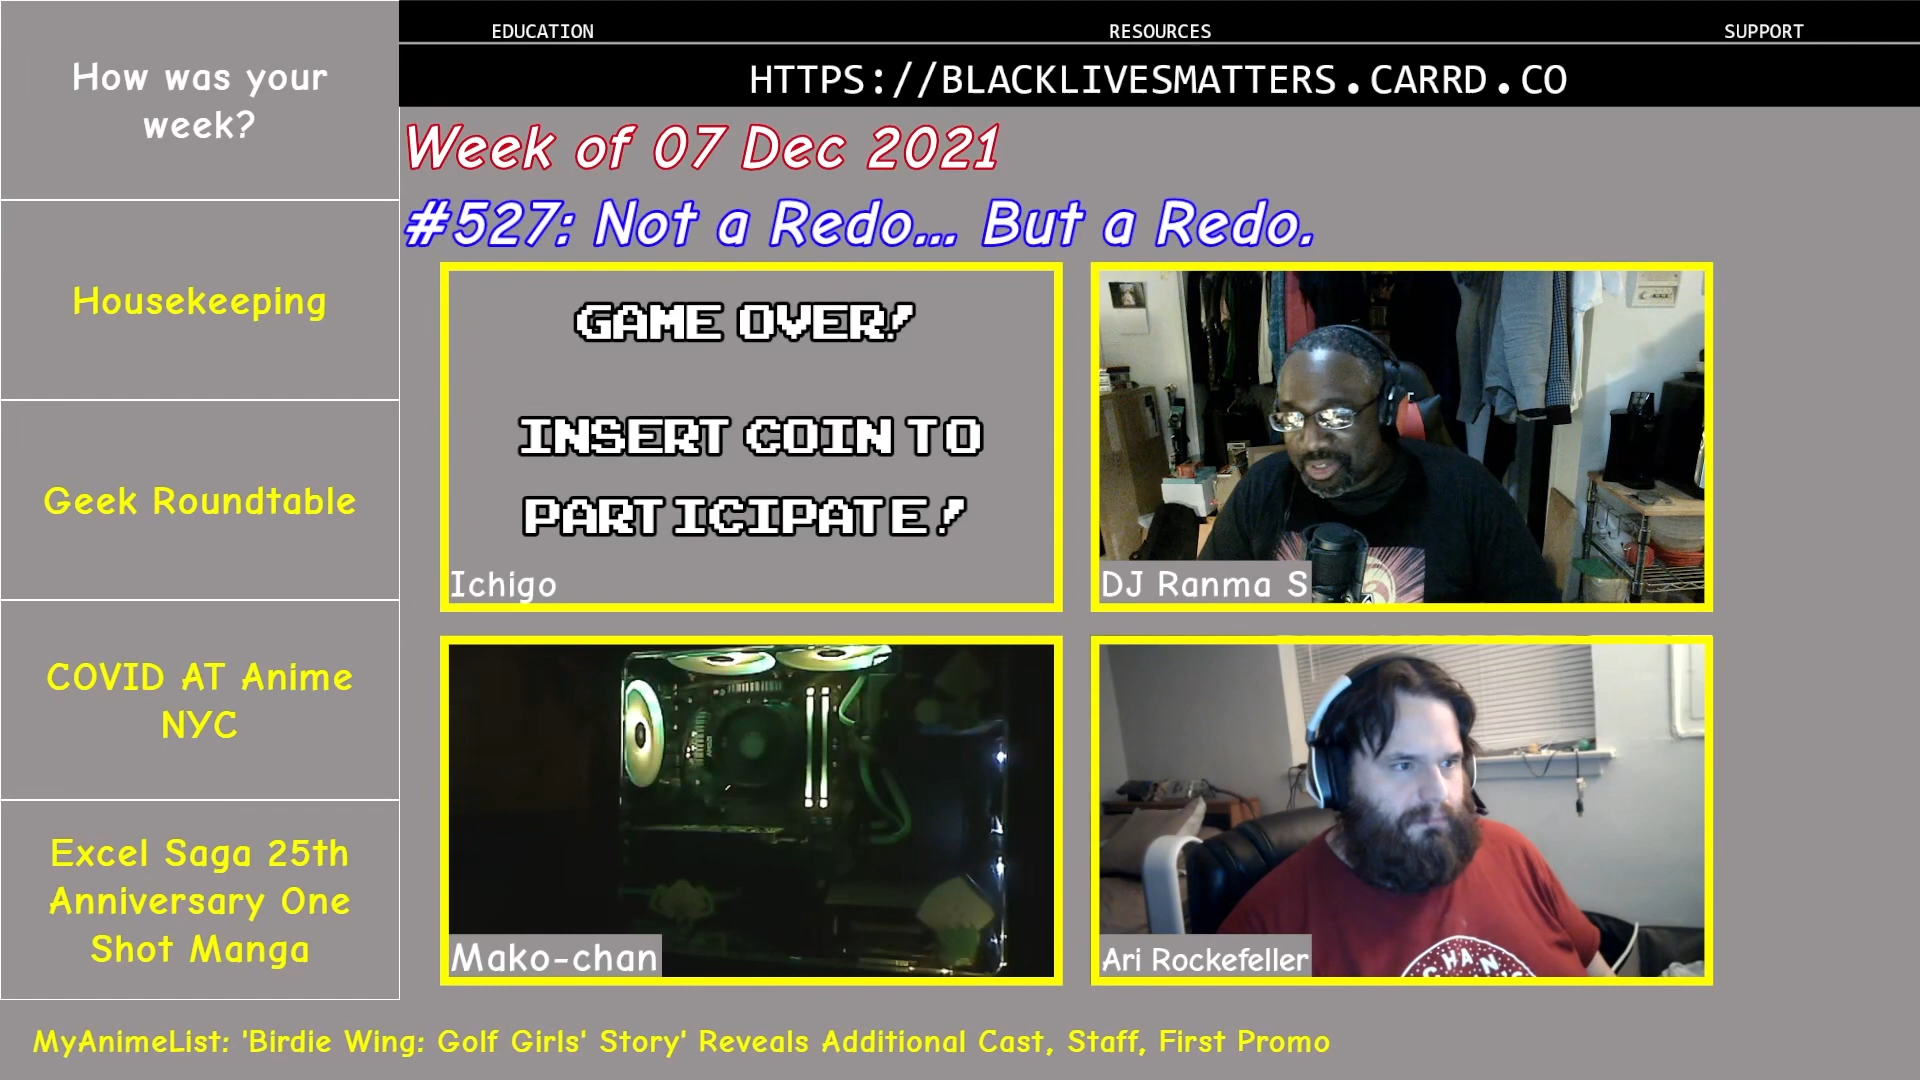 How was your
week?
Housekeeping
Geek Roundtable
COVID AT Anime
NYC
Excel Saga 25th
Anniversary One
Shot Manga
EDUCATION RESOURCES SUPPORT
HTTPS://BLACKLIVESMATTERS.CARRD.CO
Week of 07 Dec 2021
#527: Not a Redo... But a Redo.
GAME OVER!
INSERT COIN TO
PARTICIPATE!
Ichigo
DJ Ranma S
Mako-chan
Ari Rockefeller
CHAN'S
MyAnimeList: 'Birdie Wing: Golf Girls' Story' Reveals Additional Cast, Staff, First Promo